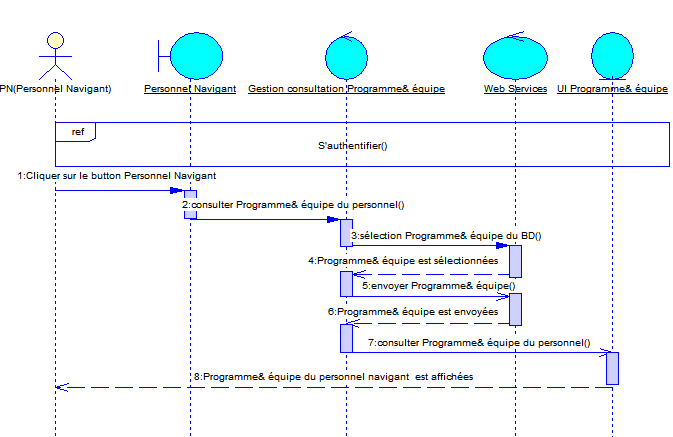 PN(Personnel Navigant)
Personnel Navigant
Gestion consultation Programme& équipe
Web Services
UI Programme& équipe
ref
S'authentifier()
1:Cliquer sur le button Personnel Navigant
2:consulter Programme& équipe du personnel()
3:sélection Programme& équipe du BD()
4:Programme& équipe est sélectionnées
5:envoyer Programme& équipe()
6:Programme& équipe est envoyées
7:consulter Programme& équipe du personnel()
8:Programme& équipe du personnel navigant est affichées